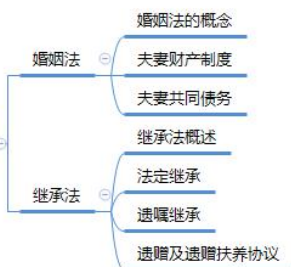 婚姻法
婚姻法的概念
夫妻财产制度
夫妻共同债务
继承法
继承法概述
法定继承
遗嘱继承
遗赠及遗赠扶养协议